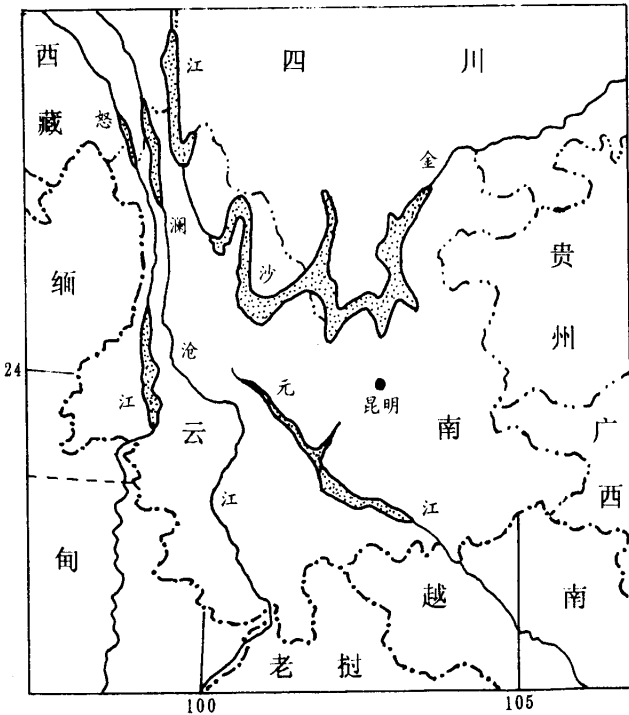 江 四 川
西
藏 怒
金
澜
贵
缅 沙
州
沧
24
元
江 昆明
云 南 广
江 江 西
甸 越 南
老 挝
100 105